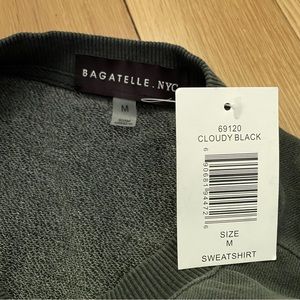 BAGATELLE.NYC
M
69120
CLOUDY BLACK
SIZE
M
SWEATSHIRT